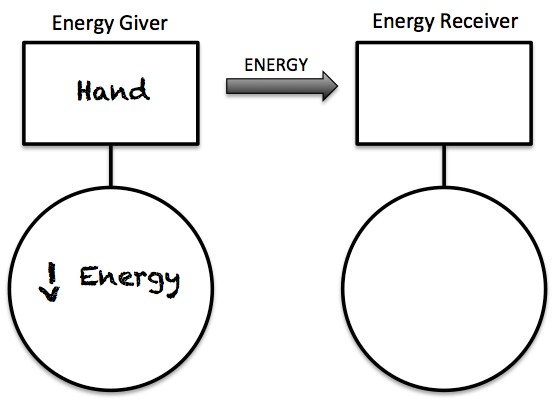 Energy Giver
Energy Receiver
ENERGY
Hand
↓ Energy